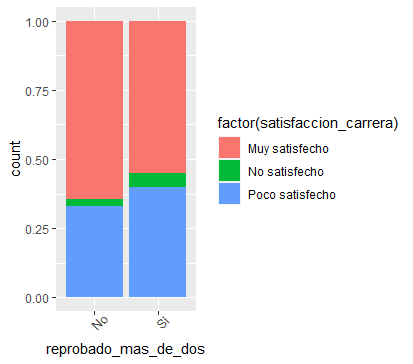 1.00
0.75
0.50
0.25
0.00
count
No
Si
reprobado_mas_de_dos
factor(satisfaccion_carrera)
Muy satisfecho
No satisfecho
Poco satisfecho